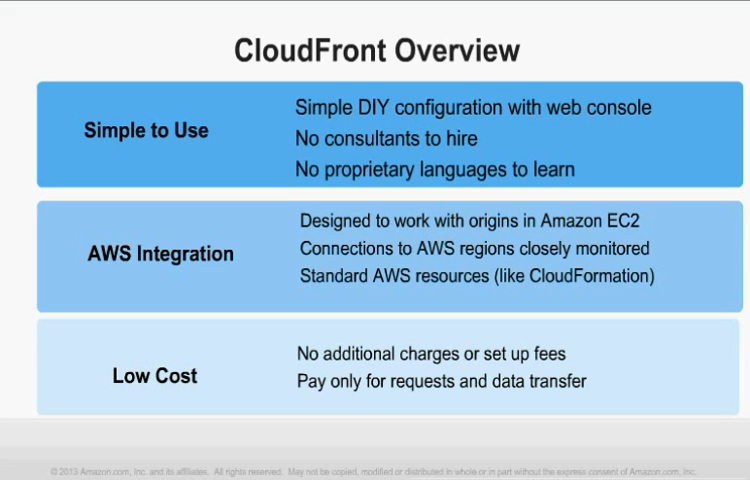 CloudFront Overview
Simple to Use
Simple DIY configuration with web console
No consultants to hire
No proprietary languages to learn
AWS Integration
Designed to work with origins in Amazon EC2
Connections to AWS regions closely monitored
Standard AWS resources (like CloudFormation)
Low Cost
No additional charges or set up fees
Pay only for requests and data transfer
© 2013 Amazon.com, Inc. and its affiliates. All rights reserved. May not be copied, modified or distributed in whole or in part without the express consent of Amazon.com, Inc.